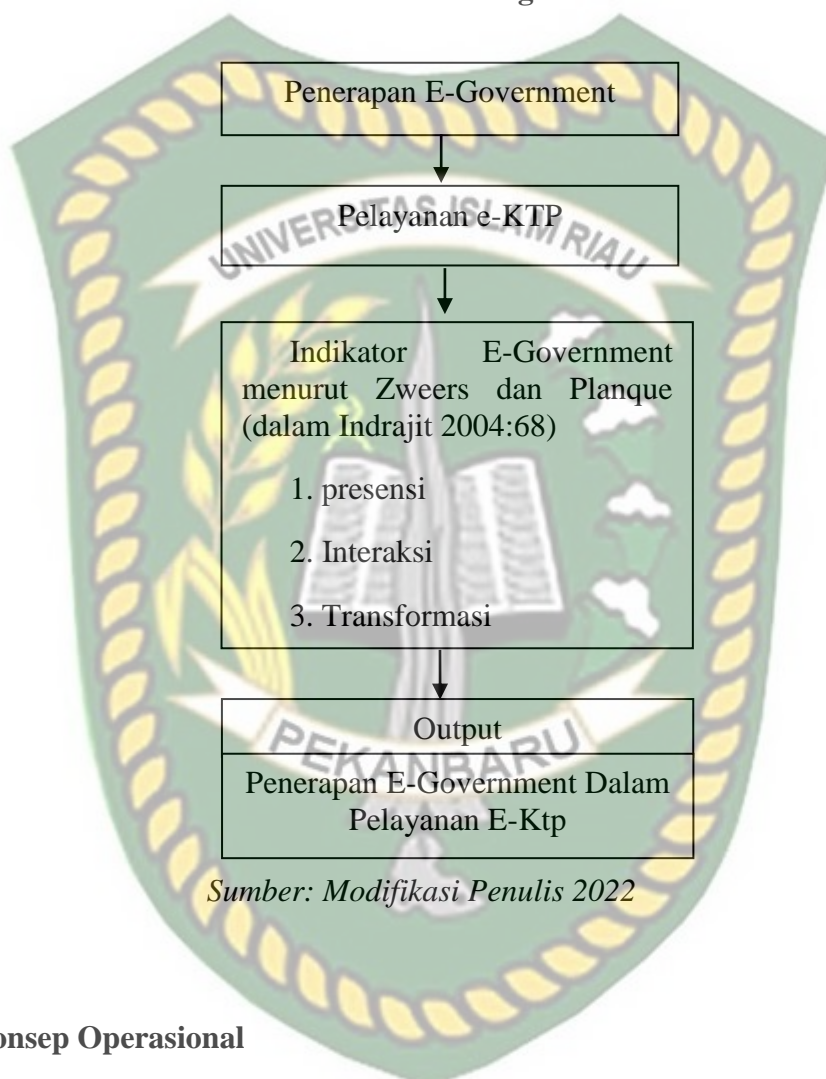 Penerapan E-Government
Pelayanan e-KTP
UNIVERSITAS ISLAM RIAU
Indikator E-Government
menurut Zweers dan Planque
(dalam Indrajit 2004:68)
1. presensi
2. Interaksi
3. Transformasi
Output
PEKANBARU
Penerapan E-Government Dalam
Pelayanan E-Ktp
Sumber: Modifikasi Penulis 2022
onsep Operasional